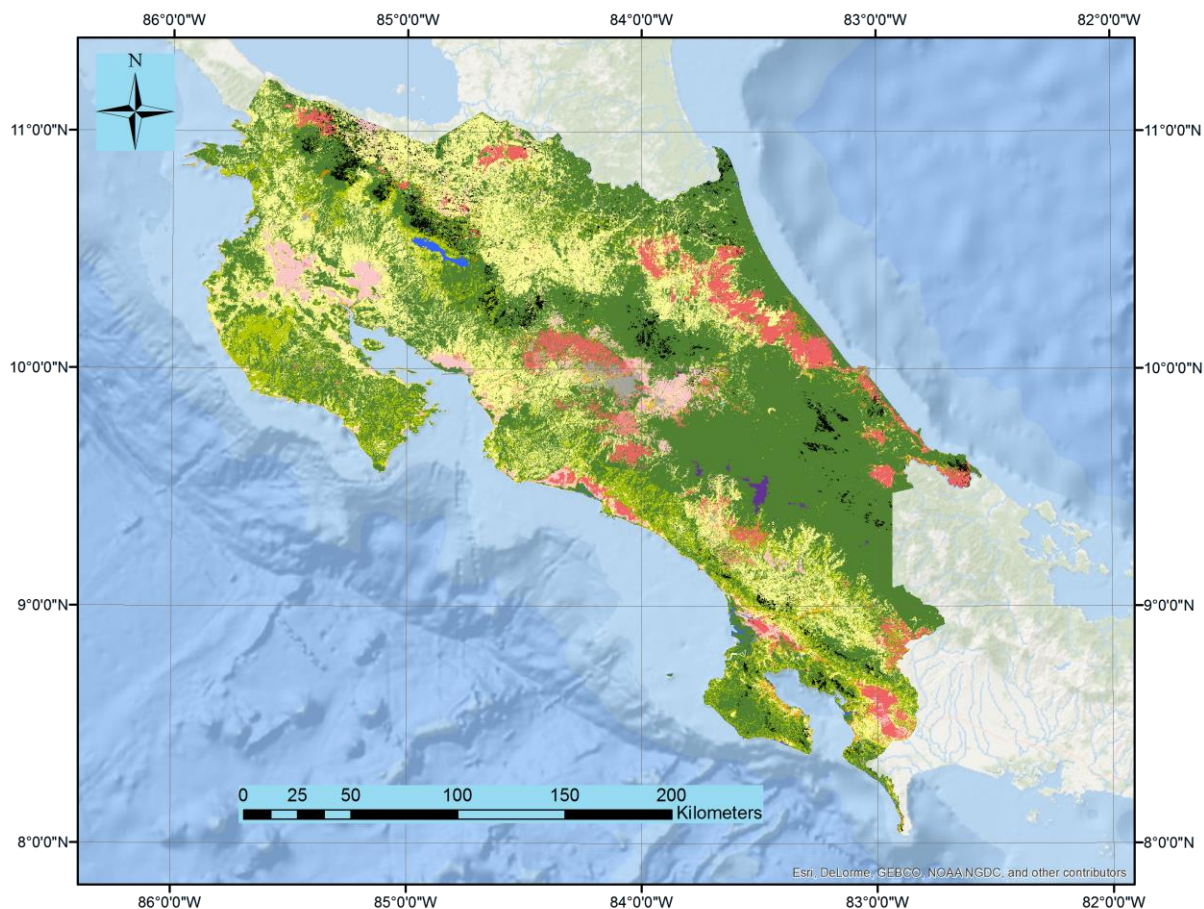 86°0'0"W 85°0'0"W 84°0'0"W 83°0'0"W 82°0'0"W
N
11°0'0"N 11°0'0"N
10°0'0"N 10°0'0"N
9°0'0"N 9°0'0"N
0 25 50 100 150 200
Kilometers
8°0'0"N 8°0'0"N
Esri, DeLorme, GEBCO, NOAA NGDC, and other contributors
86°0'0"W 85°0'0"W 84°0'0"W 83°0'0"W 82°0'0"W